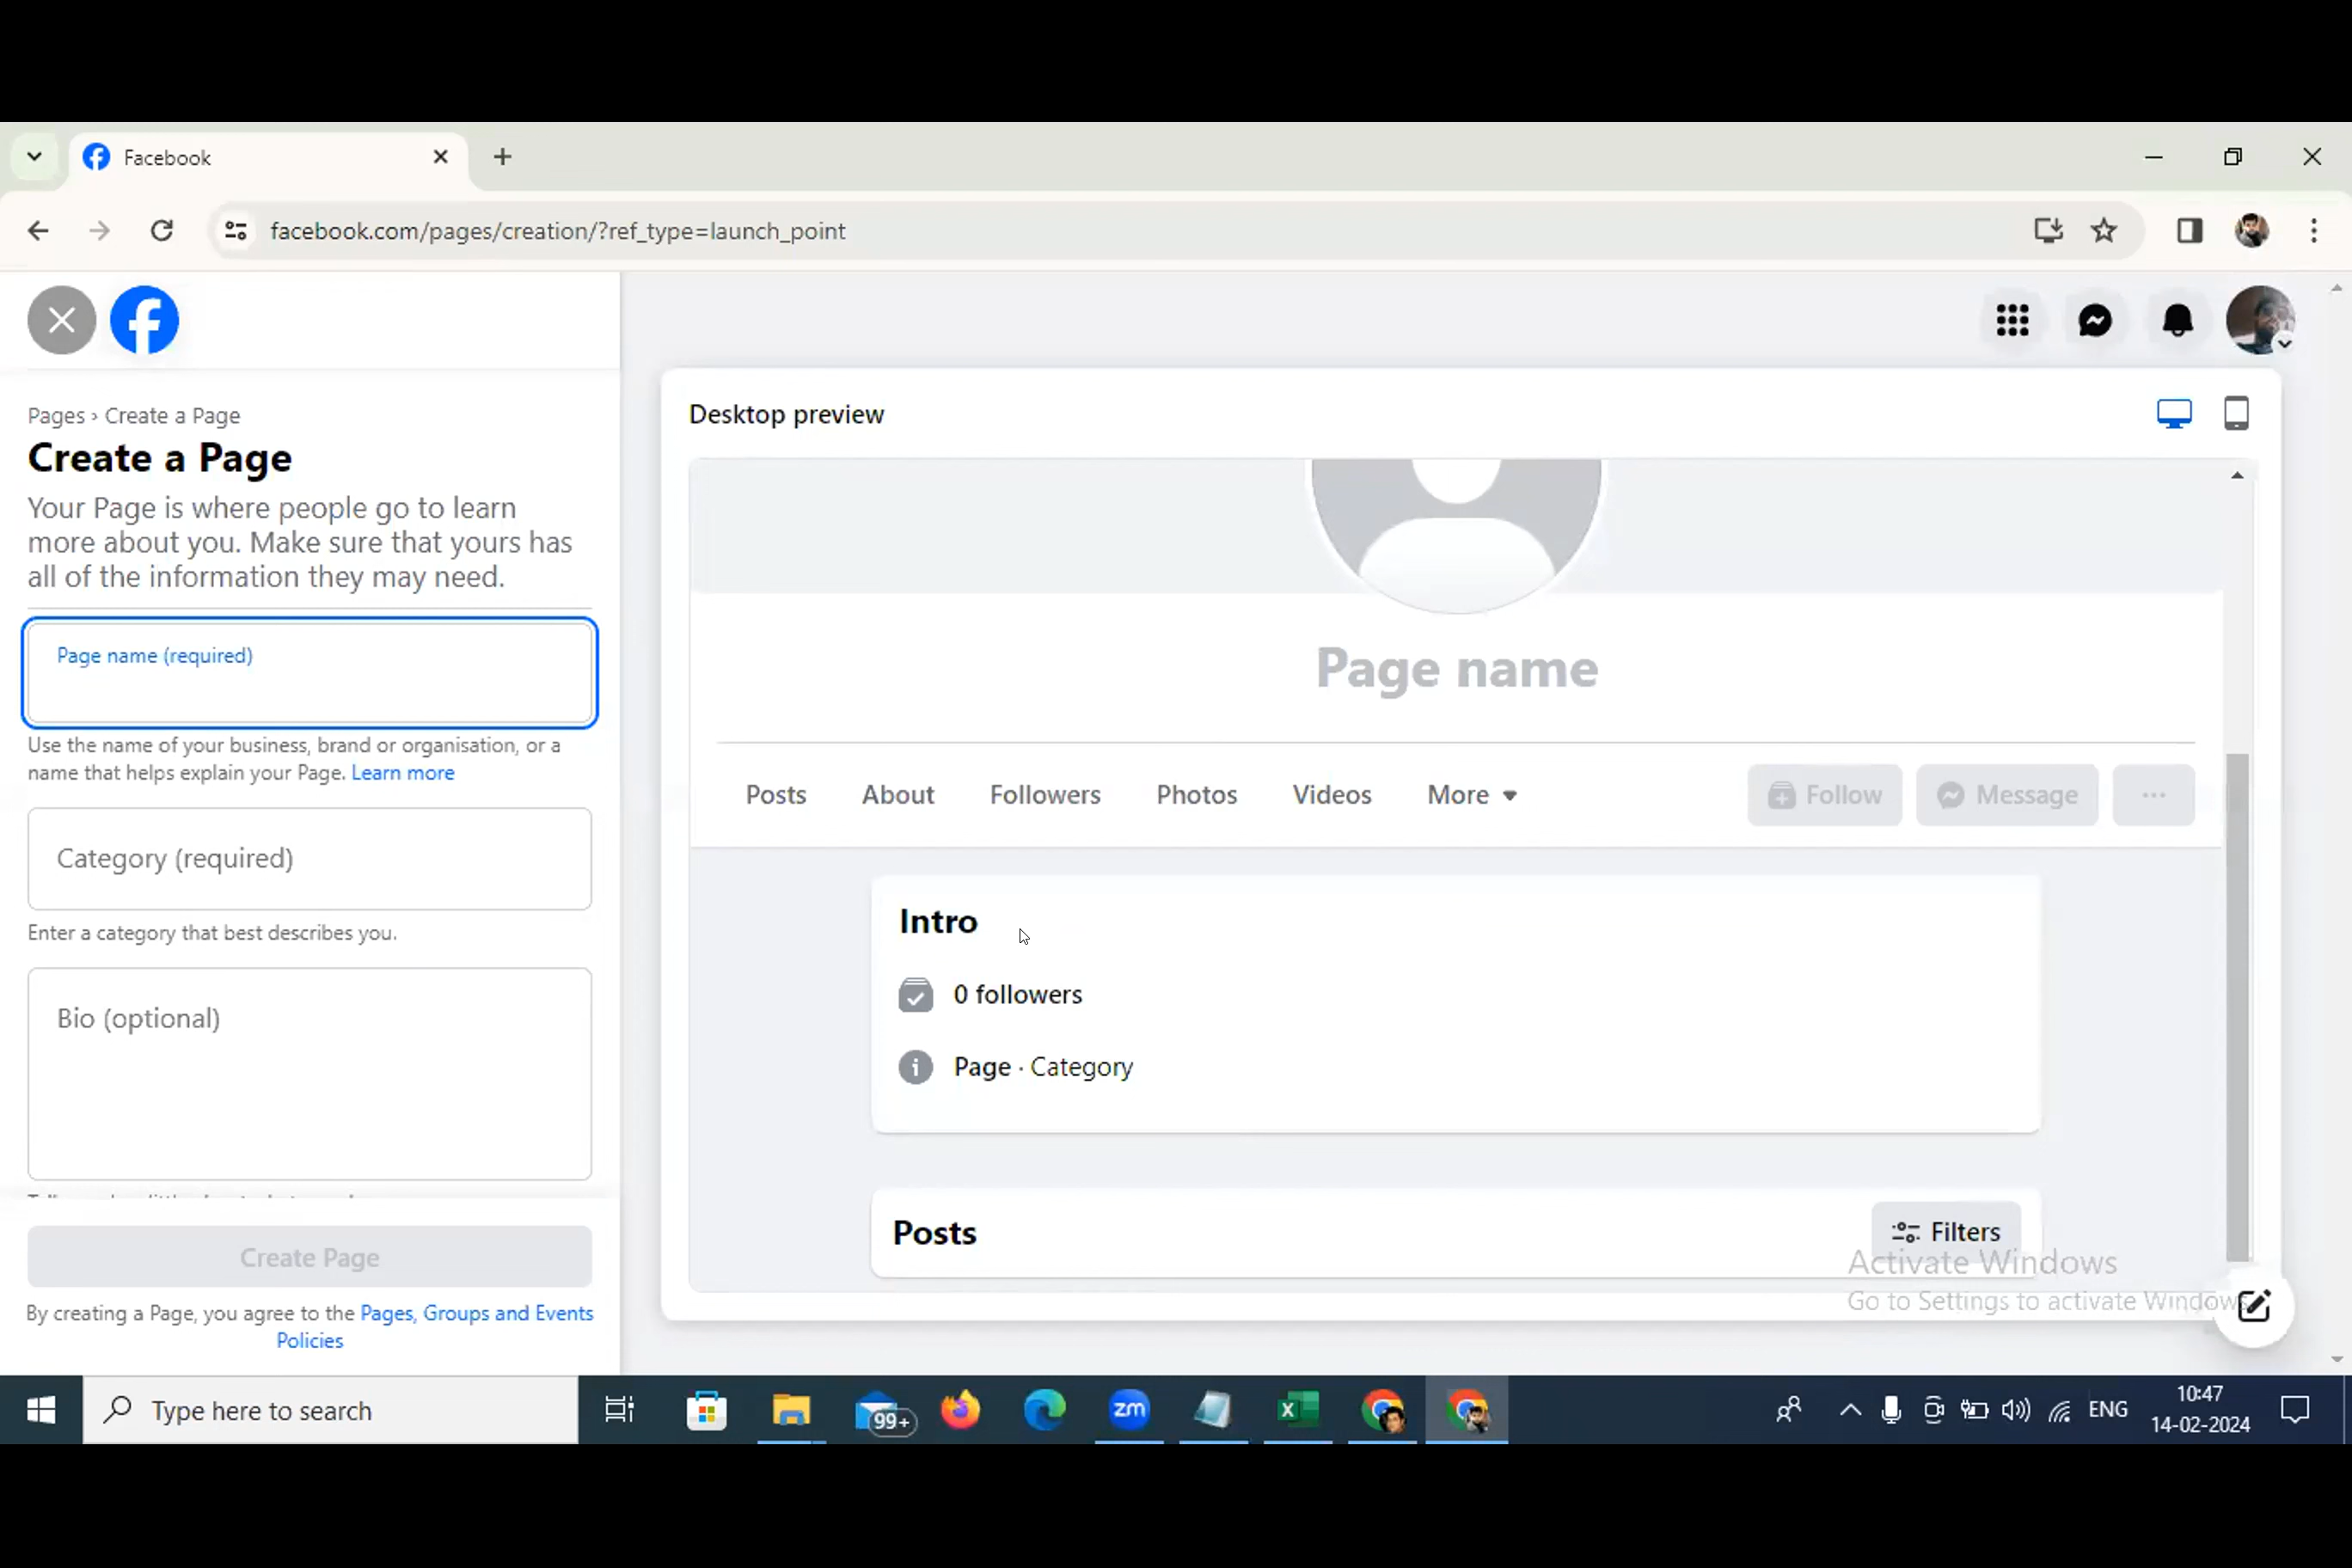 Facebook
facebook.com/pages/creation/?ref_type=launch_point
Pages › Create a Page
Create a Page
Your Page is where people go to learn
more about you. Make sure that yours has
all of the information they may need.
Page name (required)
Use the name of your business, brand or organisation, or a
name that helps explain your Page. Learn more
Category (required)
Enter a category that best describes you.
Bio (optional)
Create Page
By creating a Page, you agree to the Pages, Groups and Events
Policies
Desktop preview
Page name
Posts About Followers Photos Videos More
Follow Message ...
Intro
0 followers
Page · Category
Posts
Filters
Activate Windows
Go to Settings to activate Windows
Type here to search
99+
zm
ENG
10:47
14-02-2024